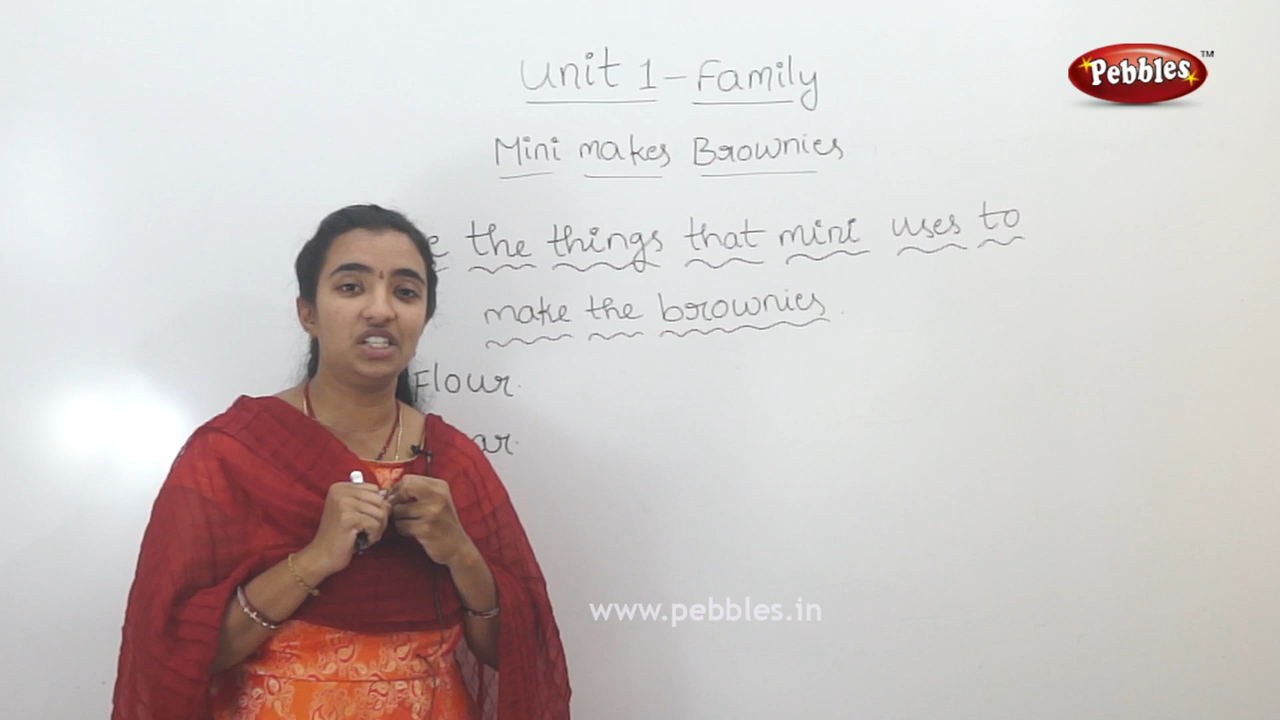 Unit 1 - Family
Pebbles™
Mini makes Brownies
the things that mini uses to
make the brownies.
Flour.
www.pebbles.in